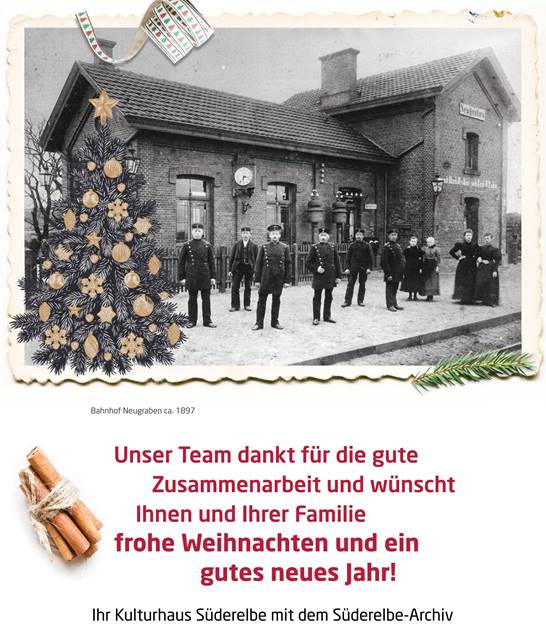 Neugraben
Bahnhof Neugraben ca. 1897
Unser Team dankt für die gute
Zusammenarbeit und wünscht
Ihnen und Ihrer Familie
frohe Weihnachten und ein
gutes neues Jahr!
Ihr Kulturhaus Süderelbe mit dem Süderelbe-Archiv